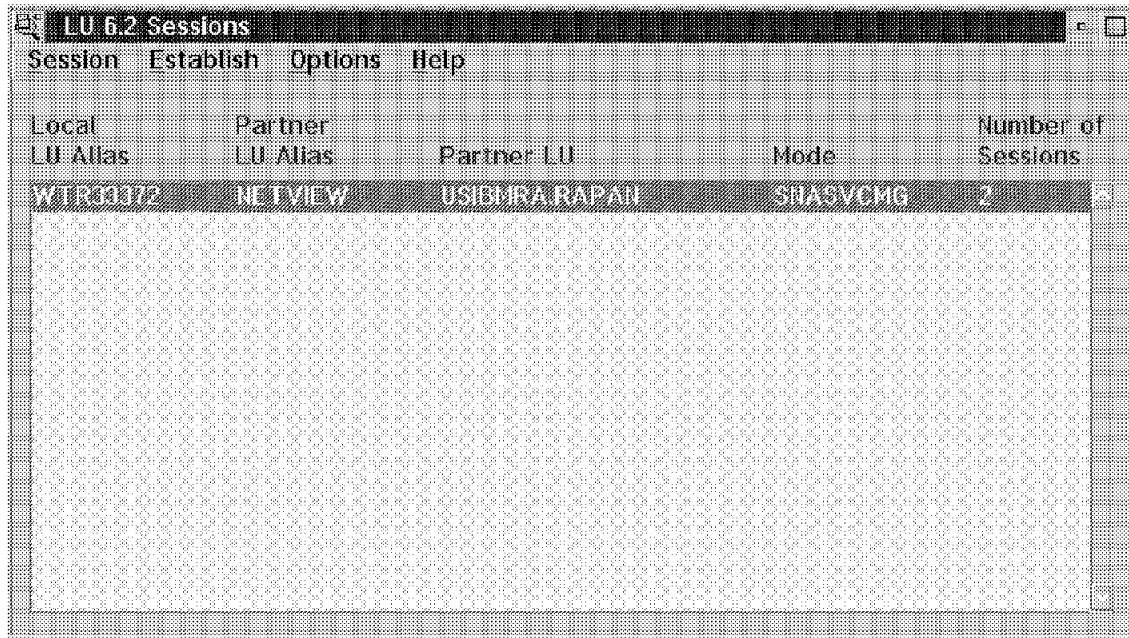 LU 6.2 Sessions
Session Establish Options Help
Local Partner Number of
LU Alias LU Alias Partner LU Mode Sessions
WTR33372 NETVIEW USIBMRA.RAPAN SNASVCMG 2